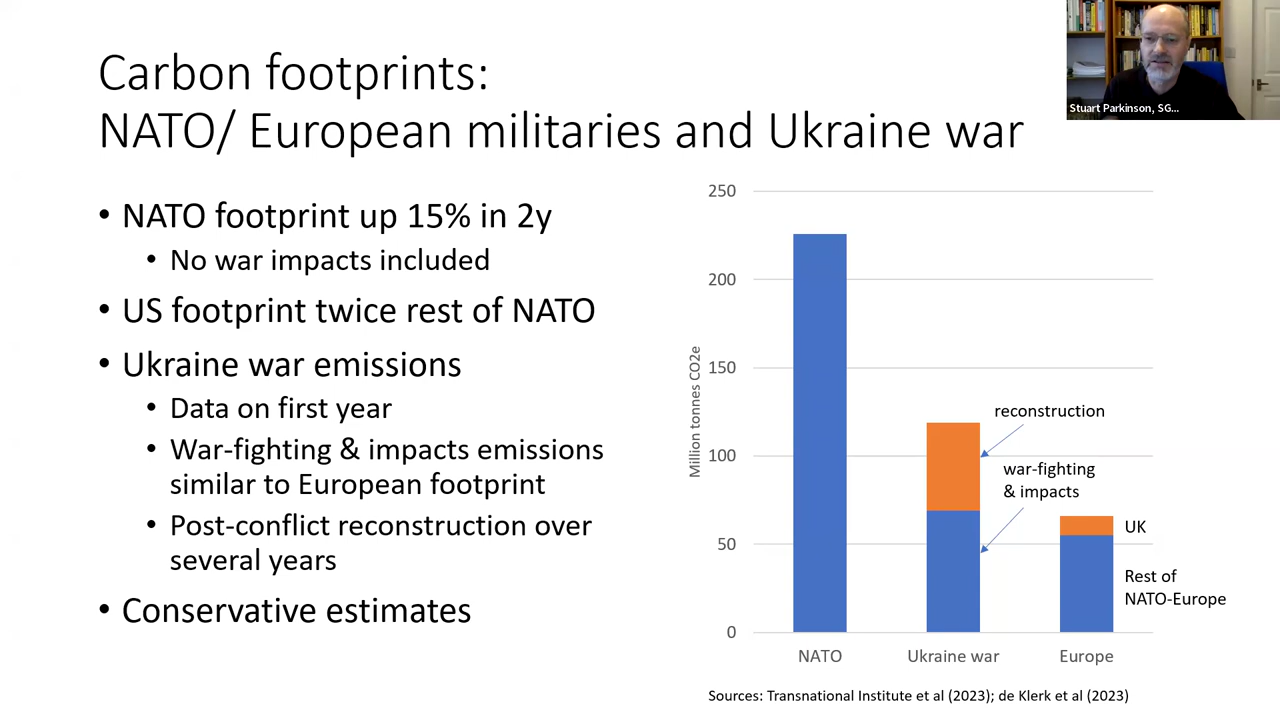 Carbon footprints:
NATO/ European militaries and Ukraine war
Stuart Parkinson, SG...
• NATO footprint up 15% in 2y
• No war impacts included
• US footprint twice rest of NATO
• Ukraine war emissions
• Data on first year
• War-fighting & impacts emissions
similar to European footprint
• Post-conflict reconstruction over
several years
• Conservative estimates
Million tonnes CO2e
250
200
150
100
50
0
reconstruction
war-fighting
& impacts
UK
Rest of
NATO-Europe
NATO
Ukraine war
Europe
Sources: Transnational Institute et al (2023); de Klerk et al (2023)